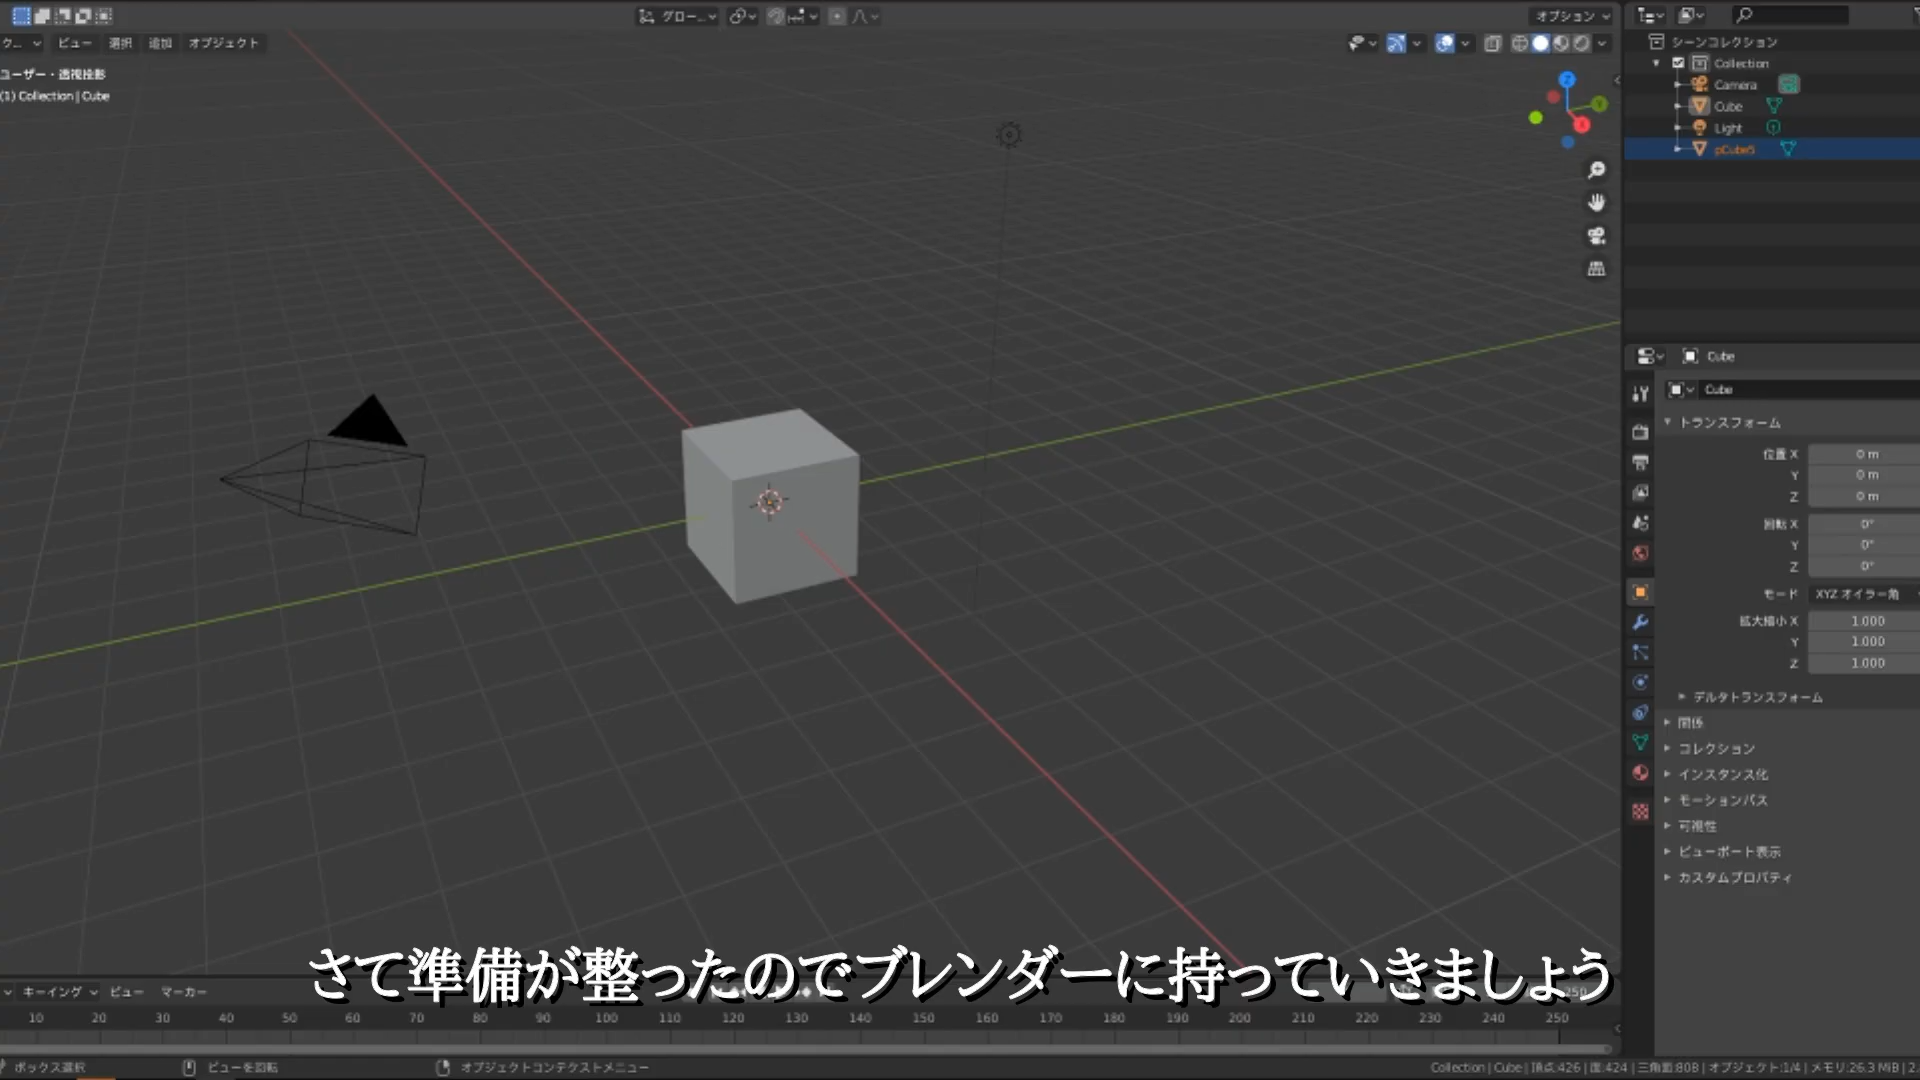 グロー...
オプション
ク...
ビュー
選択
追加
オブジェクト
ユーザー・透視投影
(1) Collection | Cube
シーンコレクション
Collection
Camera
Cube
Light
pCube5
Cube
Cube
トランスフォーム
位置 X 0 m
Y 0 m
Z 0 m
回転 X 0°
Y 0°
Z 0°
モード XYZ オイラー角
拡大縮小 X 1.000
Y 1.000
Z 1.000
デルタトランスフォーム
関係
コレクション
インスタンス化
モーションパス
可視性
ビューポート表示
カスタムプロパティ
さて準備が整ったのでブレンダーに持っていきましょう
キーイング
ビュー
マーカー
250
10 20 30 40 50 60 70 80 90 100 110 120 130 140 150 160 170 180 190 200 210 220 230 240 250
ボックス選択
ビューを回転
オブジェクトコンテクストメニュー
Collection | Cube | 頂点:426 | 面:424 | 三角面:808 | オブジェクト:1/4 | メモリ:26.3 MiB | 2.